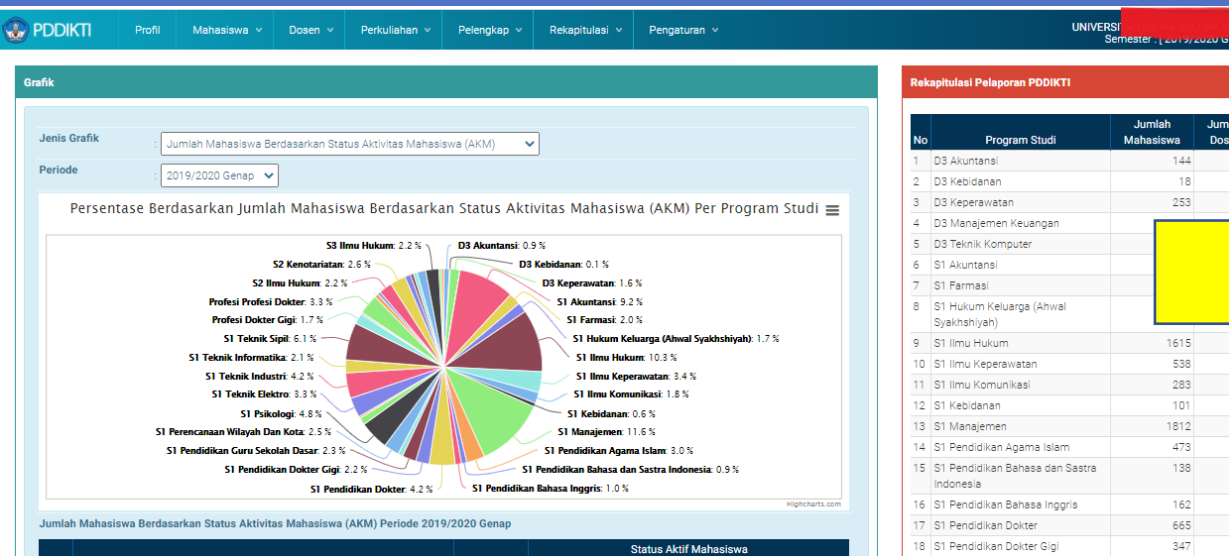 PDDIKTI Profil Mahasiswa Dosen Perkuliahan Pelengkap Rekapitulasi Pengaturan
Grafik
Jenis Grafik : Jumlah Mahasiswa Berdasarkan Status Aktivitas Mahasiswa (AKM)
Periode : 2019/2020 Genap
Persentase Berdasarkan Jumlah Mahasiswa Berdasarkan Status Aktivitas Mahasiswa (AKM) Per Program Studi
S3 Ilmu Hukum: 2.2 %
S2 Kenotariatan: 2.6 %
S2 Ilmu Hukum: 2.2 %
Profesi Profesi Dokter: 3.3 %
Profesi Dokter Gigi: 1.7 %
S1 Teknik Sipil: 6.1 %
S1 Teknik Informatika: 2.1 %
S1 Teknik Industri: 4.2 %
S1 Teknik Elektro: 3.3 %
S1 Psikologi: 4.8 %
S1 Perencanaan Wilayah Dan Kota: 2.5 %
S1 Pendidikan Guru Sekolah Dasar: 2.3 %
S1 Pendidikan Dokter Gigi: 2.2 %
S1 Pendidikan Dokter: 4.2 %
D3 Akuntansi: 0.9 %
D3 Kebidanan: 0.1 %
D3 Keperawatan: 1.6 %
S1 Akuntansi: 9.2 %
S1 Farmasi: 2.0 %
S1 Hukum Keluarga (Ahwal Syakhshiyah): 1.7 %
S1 Ilmu Hukum: 10.3 %
S1 Ilmu Keperawatan: 3.4 %
S1 Ilmu Komunikasi: 1.8 %
S1 Kebidanan: 0.6 %
S1 Manajemen: 11.6 %
S1 Pendidikan Agama Islam: 3.0 %
S1 Pendidikan Bahasa dan Sastra Indonesia: 0.9 %
S1 Pendidikan Bahasa Inggris: 1.0 %
Highcharts.com
Jumlah Mahasiswa Berdasarkan Status Aktivitas Mahasiswa (AKM) Periode 2019/2020 Genap
Status Aktif Mahasiswa
Semester : [ 2019/2020 G
Rekapitulasi Pelaporan PDDIKTI
No Program Studi Jumlah Mahasiswa
1 D3 Akuntansi 144
2 D3 Kebidanan 18
3 D3 Keperawatan 253
4 D3 Manajemen Keuangan
5 D3 Teknik Komputer
6 S1 Akuntansi
7 S1 Farmasi
8 S1 Hukum Keluarga (Ahwal
Syakhshiyah)
9 S1 Ilmu Hukum 1615
10 S1 Ilmu Keperawatan 538
11 S1 Ilmu Komunikasi 283
12 S1 Kebidanan 101
13 S1 Manajemen 1812
14 S1 Pendidikan Agama Islam 473
15 S1 Pendidikan Bahasa dan Sastra 138
Indonesia
16 S1 Pendidikan Bahasa Inggris 162
17 S1 Pendidikan Dokter 665
18 S1 Pendidikan Dokter Gigi 347